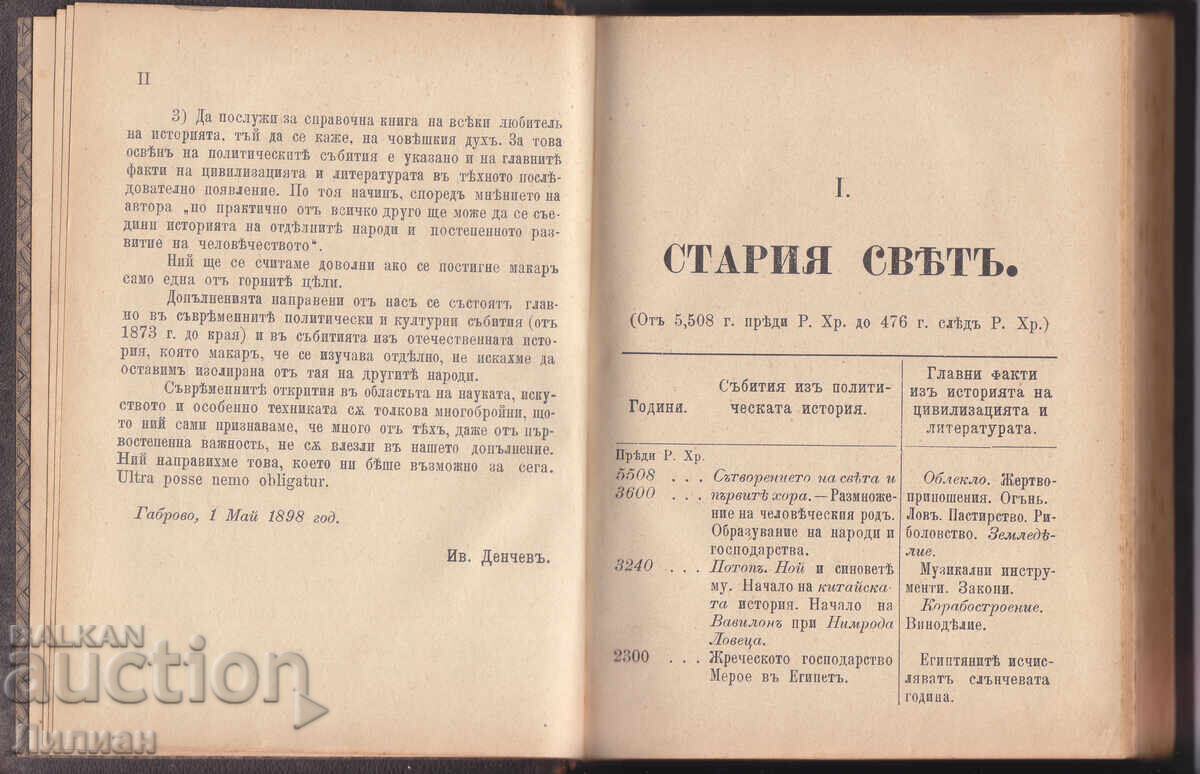 II
3) Да послужи за справочна книга на всѣки любитель
на историята, тъй да се каже, на човѣшкия духъ. За това
освѣнъ на политическитѣ събития е указано и на главнитѣ
факти на цивилизацията и литературата въ тѣхното послѣ-
дователно появление. По тоя начинъ, споредъ мнѣнието на
автора „по практично отъ всичко друго ще може да се съе-
дини историята на отдѣлнитѣ народи и постепенното раз-
витие на человѣчеството“.
Ний ще се считаме доволни ако се постигне макар
само една отъ горнитѣ цѣли.
Допълненията направени отъ насъ се състоятъ глав-
но въ съврѣменнитѣ политически и културни събития (отъ
1873 г. до края) и въ събитията изъ отечественната исто-
рия, която макаръ, че се изучава отдѣлно, не искахме да
оставимъ изолирана отъ тая на другитѣ народи.
Съврѣменнитѣ открития въ областьта на науката, иску-
ството и особенно техниката сѫ толкова многобройни, що-
то ний сами признаваме, че много отъ тѣхъ, даже отъ пър-
востепенна важность, не сѫ влезли въ нашето допълнение.
Ний направихме това, което ни бѣше възможно за сега.
Ultra posse nemo obligatur.
Габрово, 1 Май 1898 год.
Ив. Денчевъ.
I.
СТАРИЯ СВѢТЪ.
(Отъ 5,508 г. прѣди Р. Хр. до 476 г. слѣдъ Р. Хр.)
Години.
Събития изъ полити-
ческата история.
Главни факти
изъ историята на
цивилизацията и
литературата.
Прѣди Р. Хр.
5508 . . . Сътворението на свѣта и
3600 . . . първитѣ хора.—Размноже-
ение на человѣческия родъ.
Образувание на народи и
господарства.
Облекло. Жертво-
приношения. Огънь.
Ловъ. Пастирство. Ри-
боловство. Земледѣ-
лие.
3240 . . . Потопъ. Ной и синоветѣ
му. Начало на китайска-
та история. Начало на
Вавилонъ при Нимрода
Ловеца.
Музикални инстру-
менти. Закони.
Корабостроение.
Винодѣлие.
2300 . . . Жреческото господарство
Мерое въ Египетъ.
Египтянитѣ изчис-
ляватъ слънчевата
година.
BALKAN
auction
Лилиан